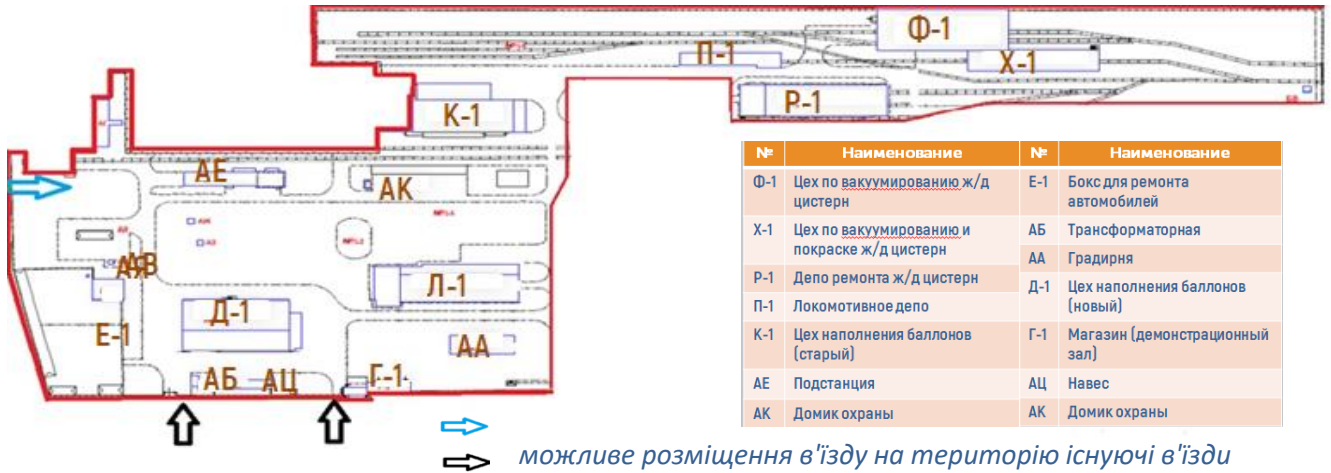 Ф-1
П-1
Х-1
Р-1
К-1
АЕ
АК
АВ
Л-1
Д-1
Е-1
АА
АБ
АЦ
Г-1
№ Наименование № Наименование
Ф-1 Цех по вакуумированию ж/д цистерн Е-1 Бокс для ремонта автомобилей
Х-1 Цех по вакуумированию и покраске ж/д цистерн АБ Трансформаторная
АА Градирня
Р-1 Депо ремонта ж/д цистерн Д-1 Цех наполнения баллонов (новый)
П-1 Локомотивное депо
К-1 Цех наполнения баллонов (старый) Г-1 Магазин (демонстрационный зал)
АЕ Подстанция АЦ Навес
АК Домик охраны АК Домик охраны
можливе розміщення в'їзду на територію існуючі в'їзди